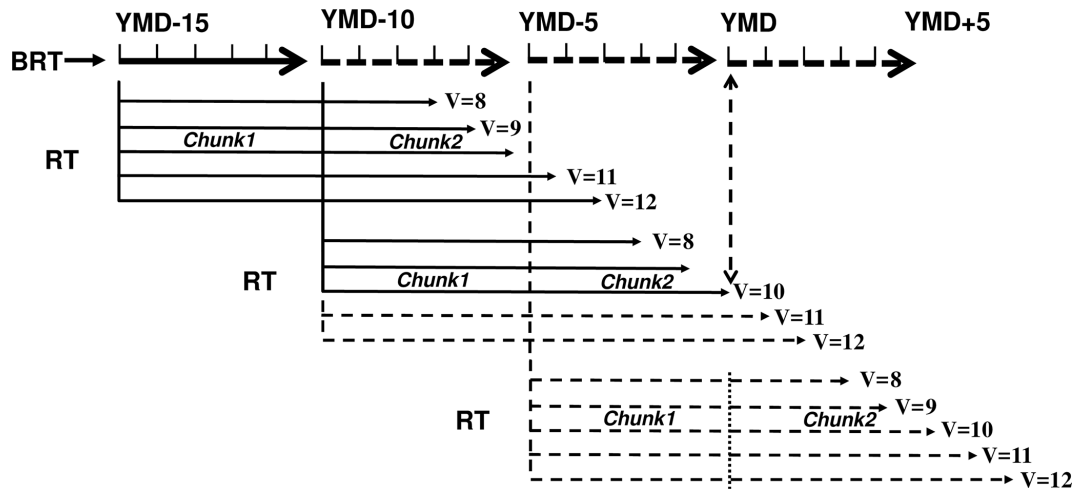 YMD-15 YMD-10 YMD-5 YMD YMD+5
BRT
V=8
V=9
Chunk1 Chunk2
RT
V=11
V=12
V=8
RT Chunk1 Chunk2
V=10
V=11
V=12
V=8
V=9
RT Chunk1 Chunk2
V=10
V=11
V=12